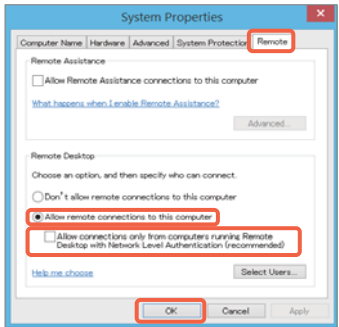 System Properties
Computer Name Hardware Advanced System Protection Remote
Remote Assistance
Allow Remote Assistance connections to this computer
What happens when I enable Remote Assistance?
Advanced...
Remote Desktop
Choose an option, and then specify who can connect.
Don't allow remote connections to this computer
Allow remote connections to this computer
Allow connections only from computers running Remote
Desktop with Network Level Authentication (recommended)
Help me choose Select Users...
OK Cancel Apply